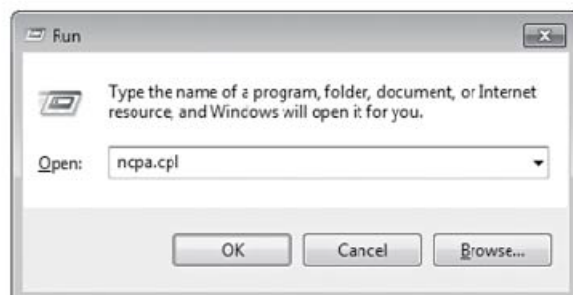 Run
Type the name of a program, folder, document, or Internet
resource, and Windows will open it for you.
Open: ncpa.cpl
OK Cancel Browse...